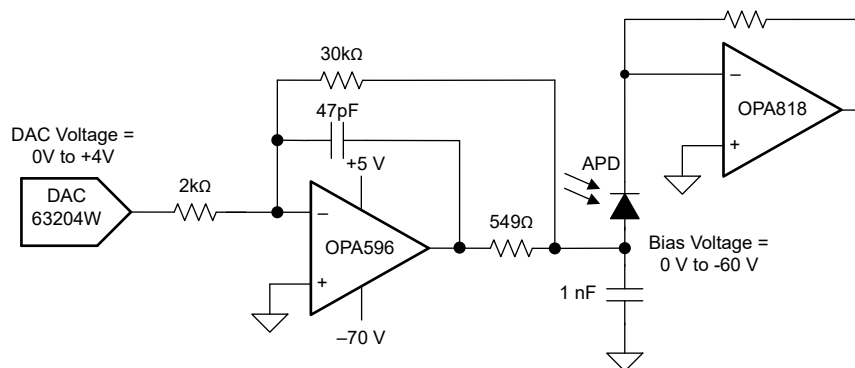 30kΩ
47pF
OPA818
−
+
DAC Voltage =
0V to +4V
+5 V
APD
DAC
63204W
2kΩ
−
+
OPA596
549Ω
Bias Voltage =
0 V to -60 V
1 nF
–70 V